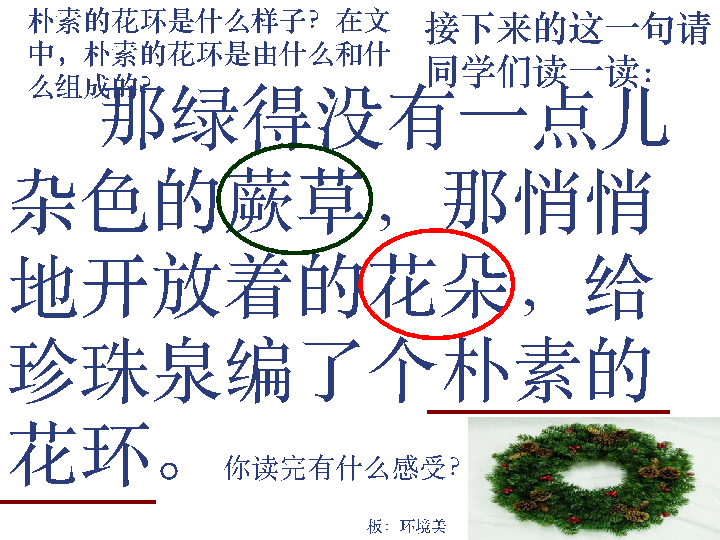 朴素的花环是什么样子？在文
中，朴素的花环是由什么和什
么组成的？
接下来的这一句请
同学们读一读：
那绿得没有一点儿
杂色的蕨草，那悄悄
地开放着的花朵，给
珍珠泉编了个朴素的
花环。
你读完有什么感受？
板：环境美